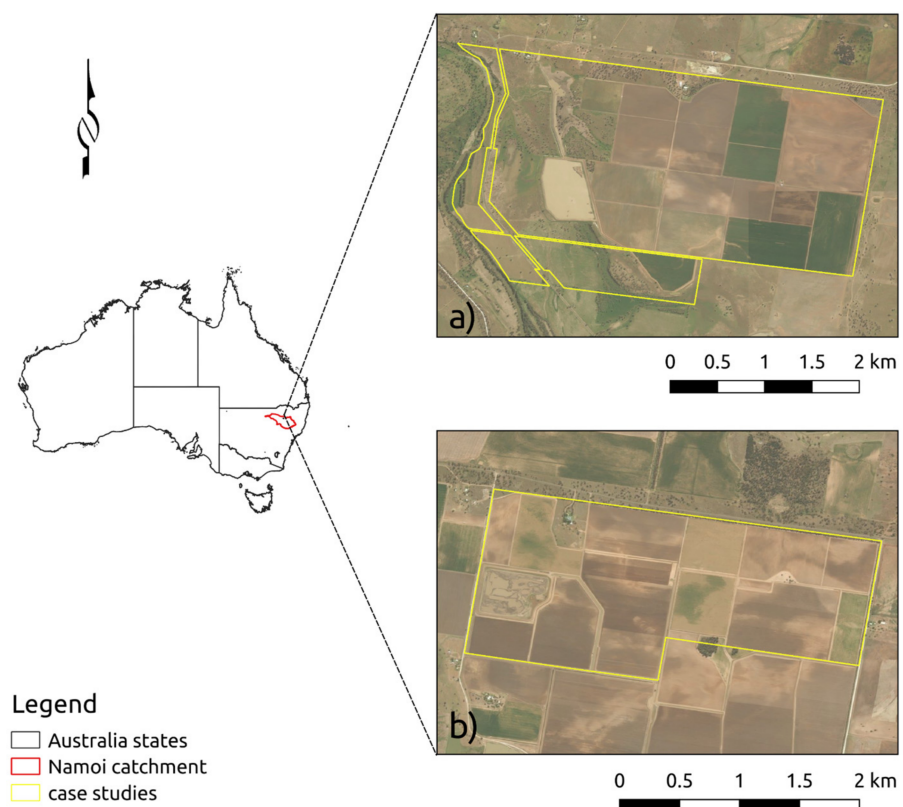 a)
0 0.5 1 1.5 2 km
b)
0 0.5 1 1.5 2 km
Legend
Australia states
Namoi catchment
case studies